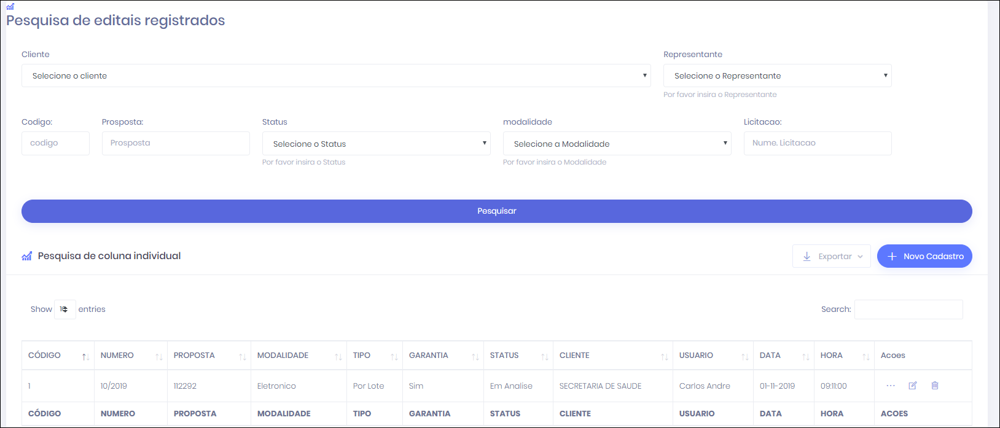 Pesquisa de editais registrados
Cliente Representante
Selecione o cliente Selecione o Representante
Por favor insira o Representante
Codigo: Prosposta: Status modalidade Licitacao:
codigo Prosposta Selecione o Status Selecione a Modalidade Nume. Licitacao
Por favor insira o Status Por favor insira o Modalidade
Pesquisar
Pesquisa de coluna individual Exportar Novo Cadastro
Show 10 entries Search:
CÓDIGO NUMERO PROPOSTA MODALIDADE TIPO GARANTIA STATUS CLIENTE USUARIO DATA HORA Acoes
1 10/2019 112292 Eletronico Por Lote Sim Em Analise SECRETARIA DE SAUDE Carlos Andre 01-11-2019 09:11:00
CÓDIGO NUMERO PROPOSTA MODALIDADE TIPO GARANTIA STATUS CLIENTE USUARIO DATA HORA ACOES